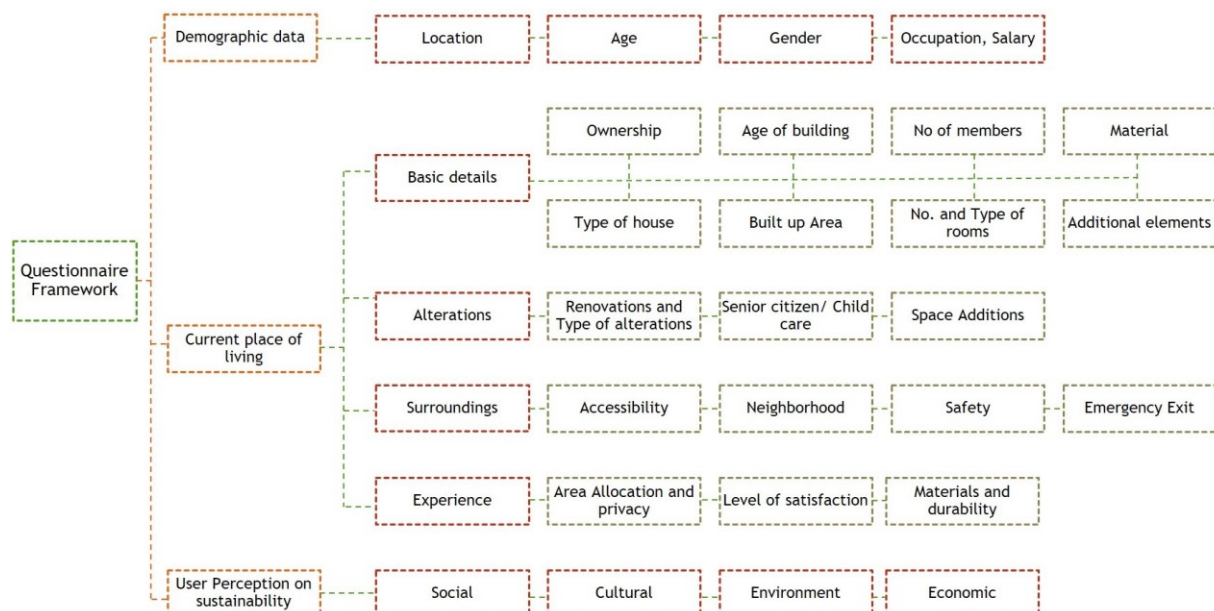 Demographic data
Location
Age
Gender
Occupation, Salary
Ownership
Age of building
No of members
Material
Basic details
Type of house
Built up Area
No. and Type of
rooms
Additional elements
Questionnaire
Framework
Current place of
living
Alterations
Renovations and
Type of alterations
Senior citizen/ Child
care
Space Additions
Surroundings
Accessibility
Neighborhood
Safety
Emergency Exit
Experience
Area Allocation and
privacy
Level of satisfaction
Materials and
durability
User Perception on
sustainability
Social
Cultural
Environment
Economic